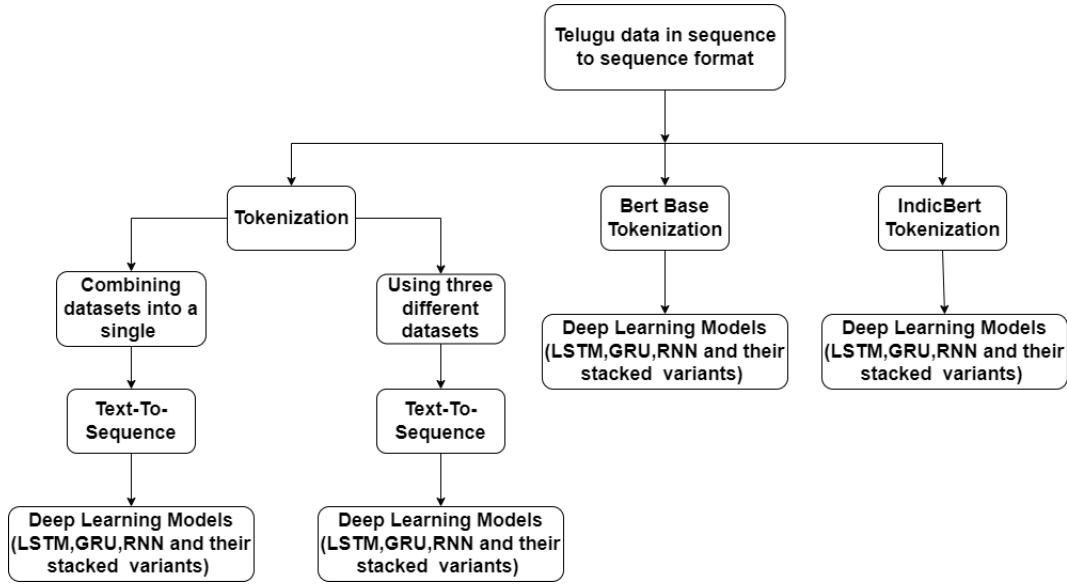 Telugu data in sequence
to sequence format
Tokenization
Bert Base
Tokenization
IndicBert
Tokenization
Combining
datasets into a
single
Using three
different
datasets
Deep Learning Models
(LSTM,GRU,RNN and their
stacked variants)
Deep Learning Models
(LSTM,GRU,RNN and their
stacked variants)
Text-To-
Sequence
Text-To-
Sequence
Deep Learning Models
(LSTM,GRU,RNN and their
stacked variants)
Deep Learning Models
(LSTM,GRU,RNN and their
stacked variants)